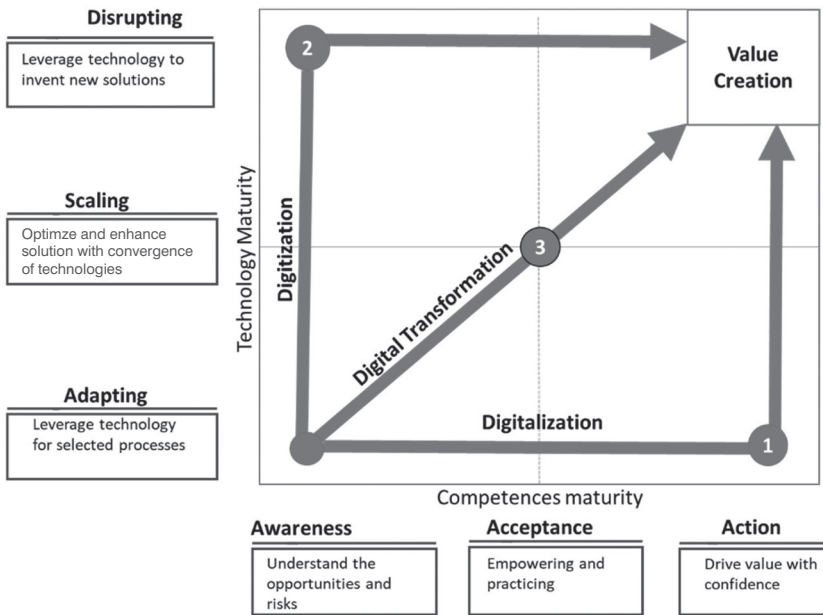 Disrupting
Leverage technology to
invent new solutions
Scaling
Optimze and enhance
solution with convergence
of technologies
Adapting
Leverage technology
for selected processes
Technology Maturity
2
Value
Creation
Digitization
3
Digital Transformation
Digitalization
1
Competences maturity
Awareness
Understand the
opportunities and
risks
Acceptance
Empowering and
practicing
Action
Drive value with
confidence